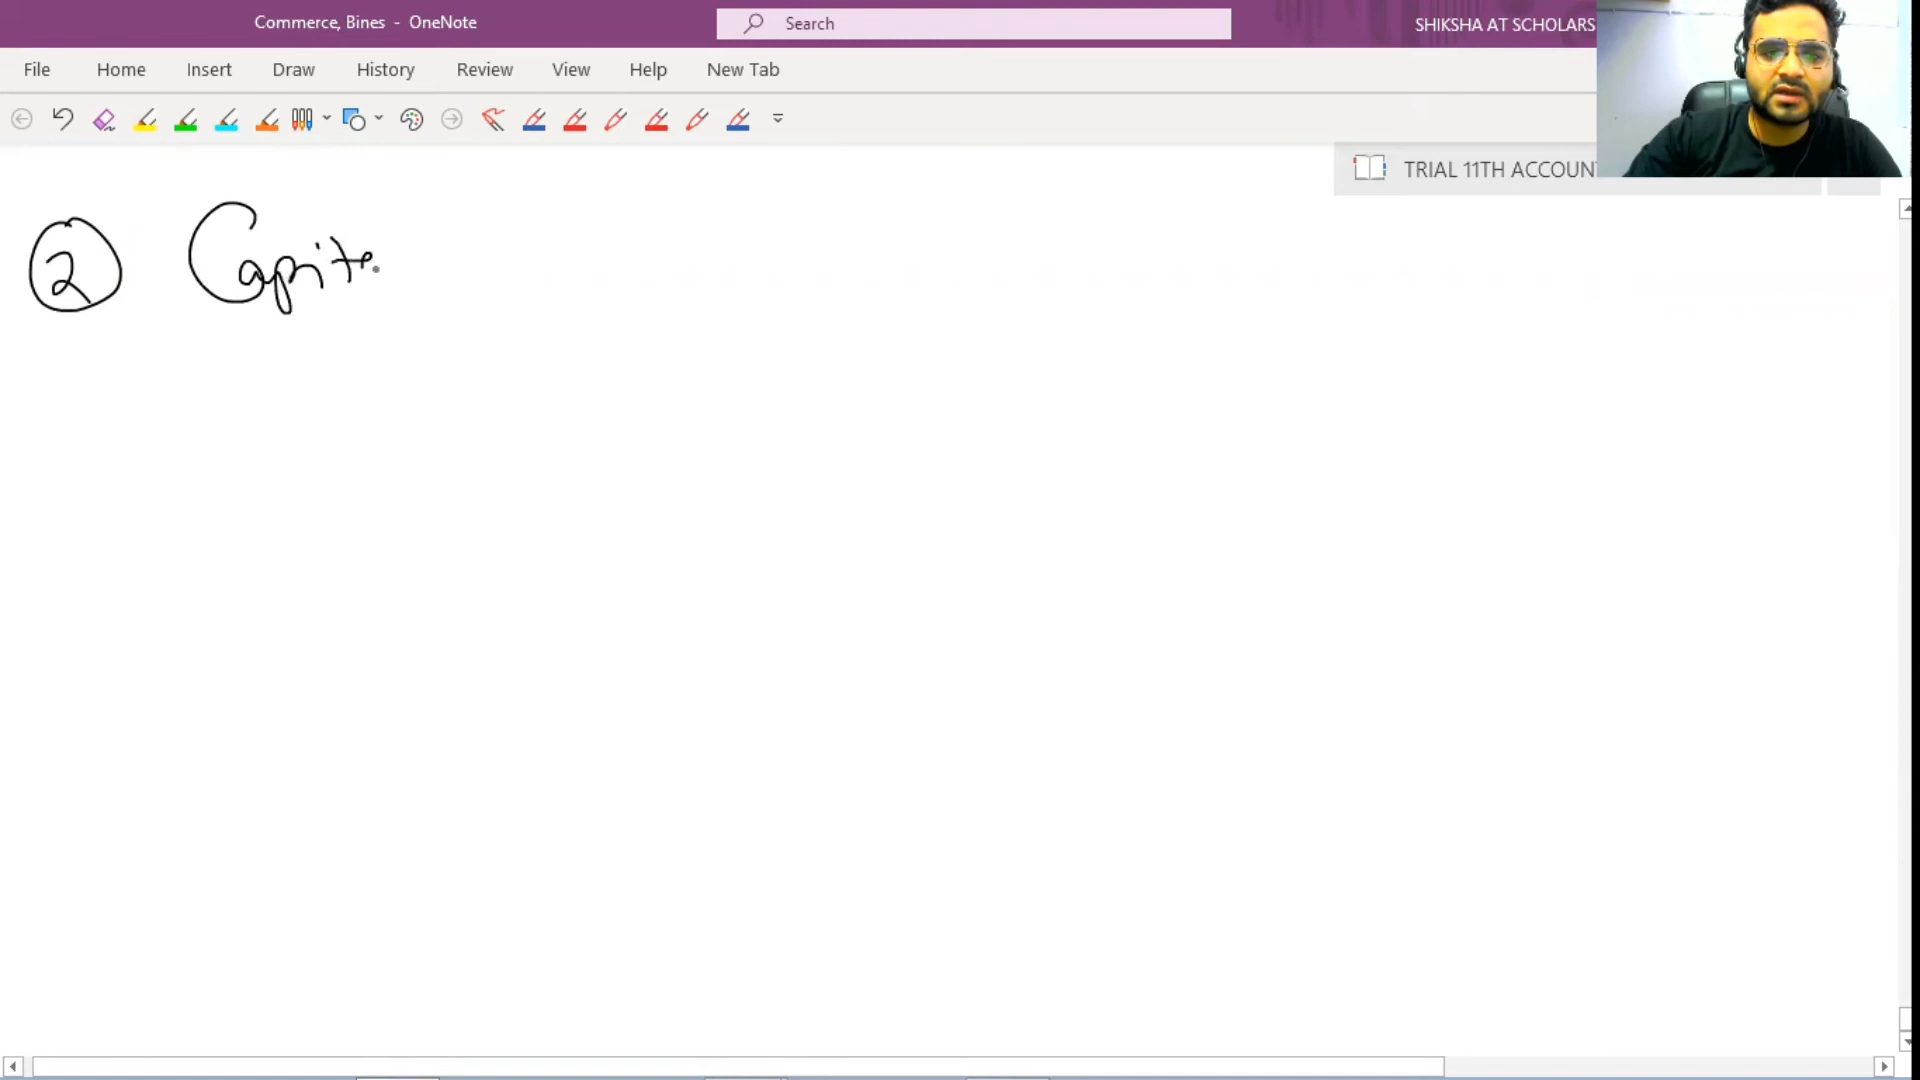 Commerce, Bines - OneNote
Search
SHIKSHA AT SCHOLARS
File Home Insert Draw History Review View Help New Tab
TRIAL 11TH ACCOUN
2 Capita